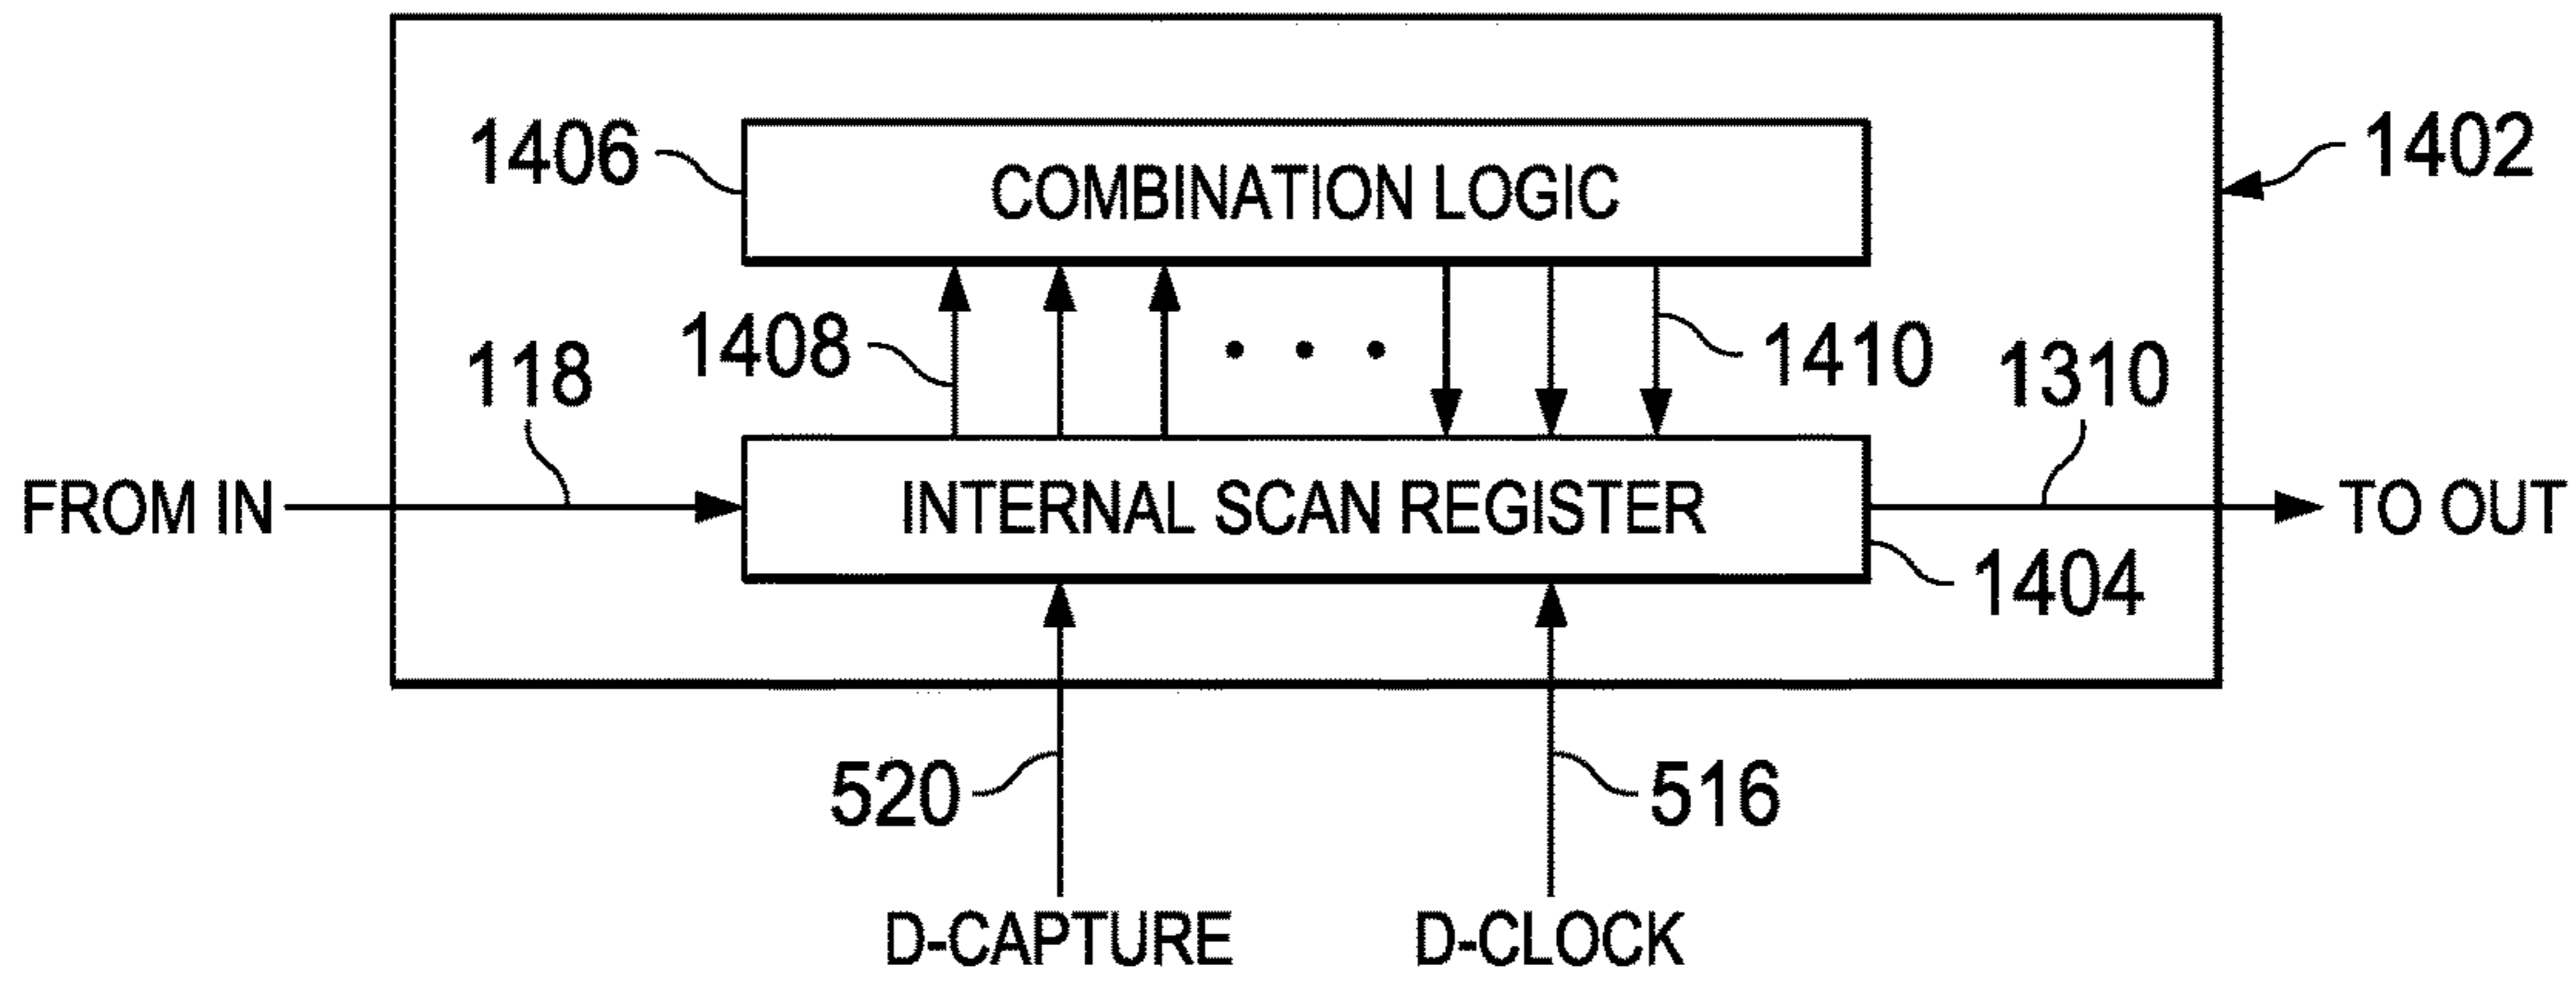 1406
COMBINATION LOGIC
1402
1408
1410
118
1310
FROM IN
INTERNAL SCAN REGISTER
TO OUT
1404
520
516
D-CAPTURE
D-CLOCK